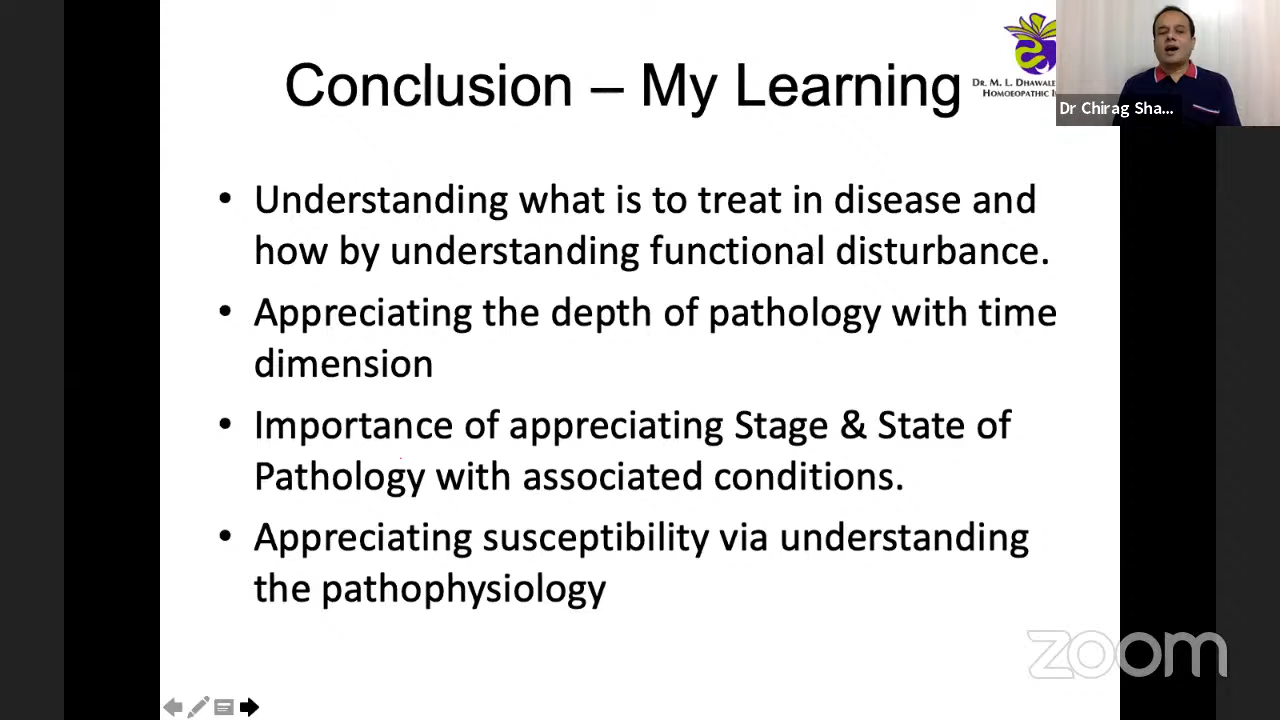 Conclusion – My Learning
DR. M. L. DHAWALE
HOMOEOPATHIC
Dr Chirag Sha...
• Understanding what is to treat in disease and
how by understanding functional disturbance.
• Appreciating the depth of pathology with time
dimension
• Importance of appreciating Stage & State of
Pathology with associated conditions.
• Appreciating susceptibility via understanding
the pathophysiology
zoom